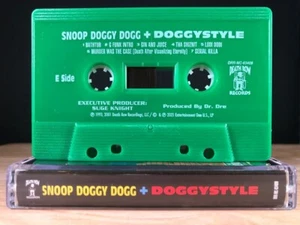 SNOOP DOGGY DOGG + DOGGYSTYLE
• BATHTUB • G FUNK INTRO • GIN AND JUICE • THA SHIZNIT • LODI DODI
• MURDER WAS THE CASE (Death After Visualizing Eternity) • SERIAL KILLA
E Side
DEATH ROW
RECORDS
EXECUTIVE PRODUCER:
SUGE KNIGHT
Produced By Dr. Dre
SNOOP DOGGY DOGG + DOGGYSTYLE